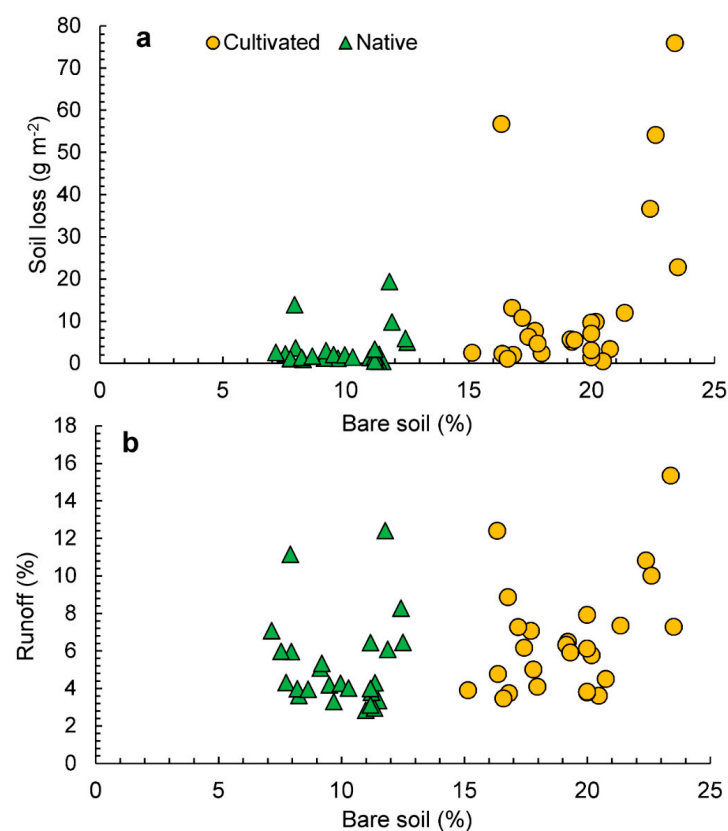 a
Cultivated Native
Soil loss (g m-2)
80
70
60
50
40
30
20
10
0
0 5 10 15 20 25
Bare soil (%)
b
Runoff (%)
18
16
14
12
10
8
6
4
2
0
0 5 10 15 20 25
Bare soil (%)